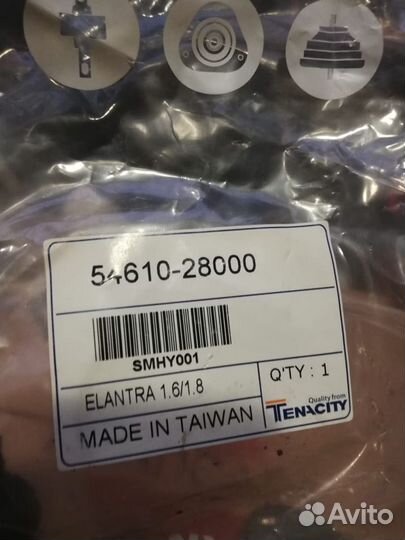 54610-28000
SMHY001
ELANTRA 1.6/1.8
Q'TY : 1
MADE IN TAIWAN
Quality from
TENACITY
Avito